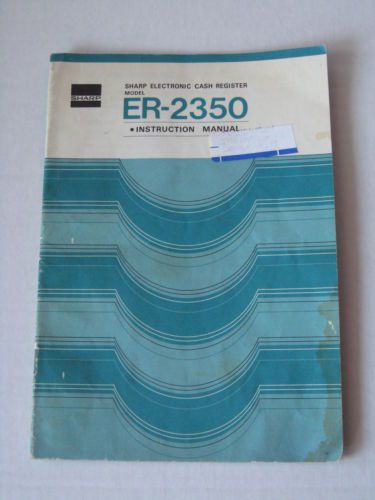 SHARP ELECTRONIC CASH REGISTER
MODEL
SHARP
ER-2350
• INSTRUCTION MANUAL